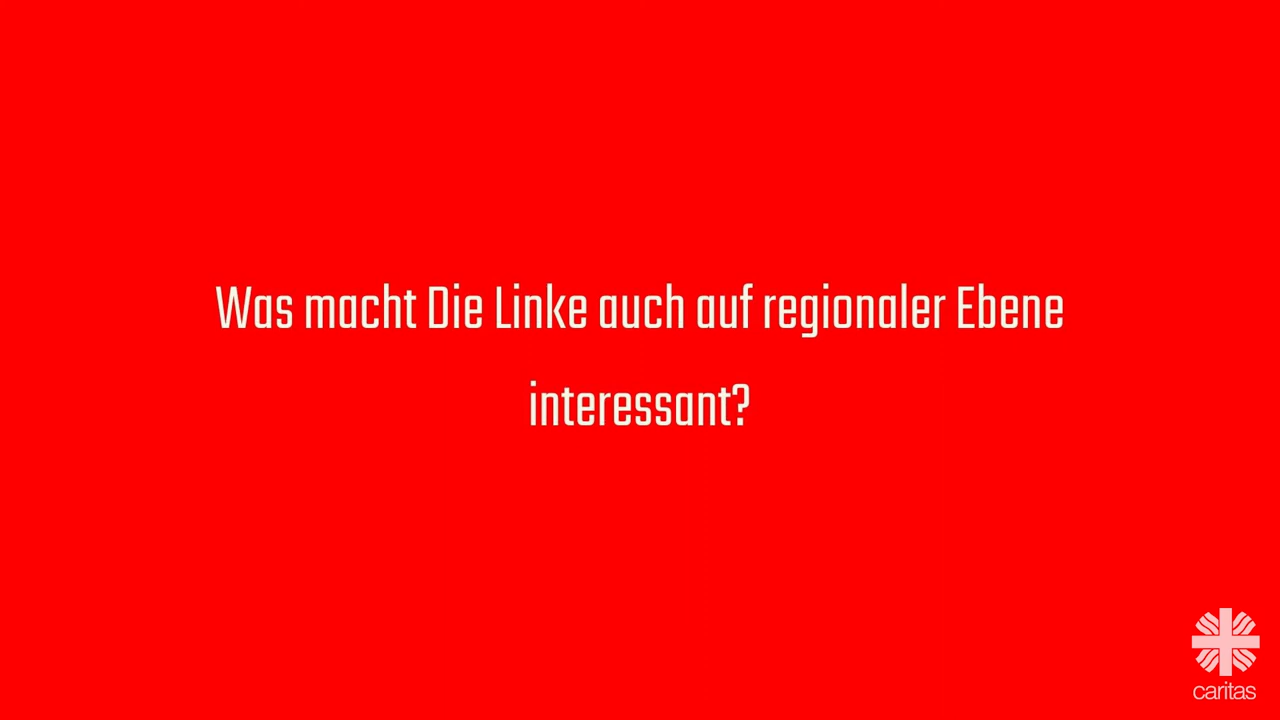 Was macht Die Linke auch auf regionaler Ebene
interessant?
caritas